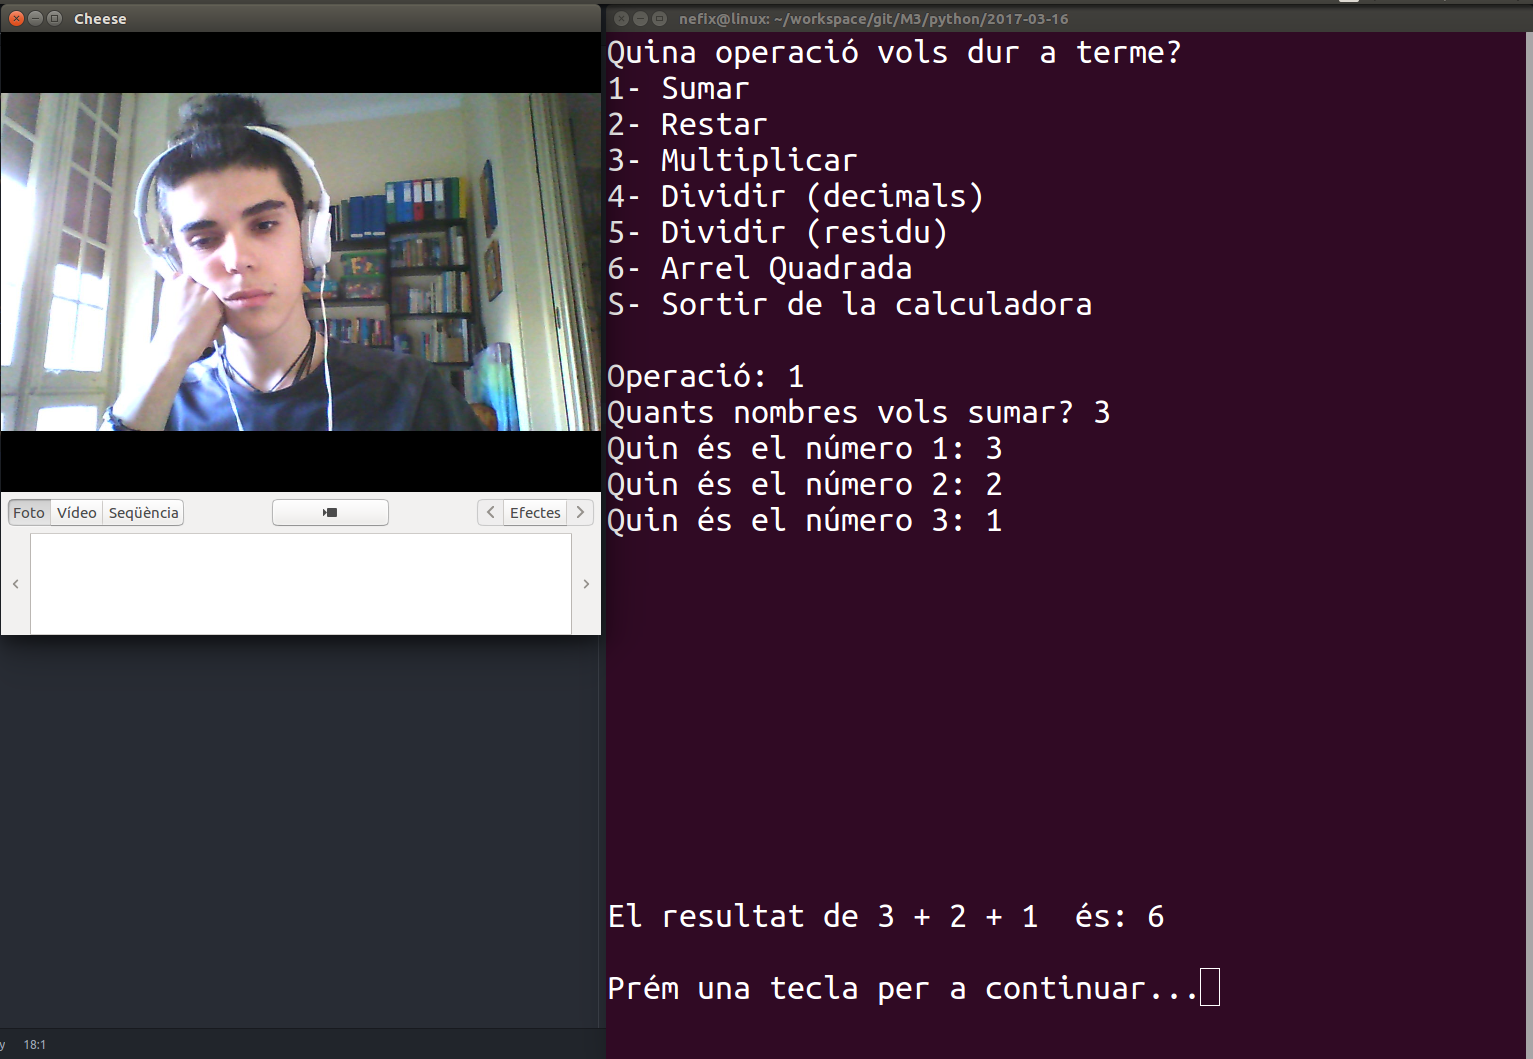 Cheese
Foto Vídeo Seqüència Efectes
y 18:1
nefix@linux: ~/workspace/git/M3/python/2017-03-16
Quina operació vols dur a terme?
1- Sumar
2- Restar
3- Multiplicar
4- Dividir (decimals)
5- Dividir (residu)
6- Arrel Quadrada
S- Sortir de la calculadora
Operació: 1
Quants nombres vols sumar? 3
Quin és el número 1: 3
Quin és el número 2: 2
Quin és el número 3: 1
El resultat de 3 + 2 + 1  és: 6
Prém una tecla per a continuar...